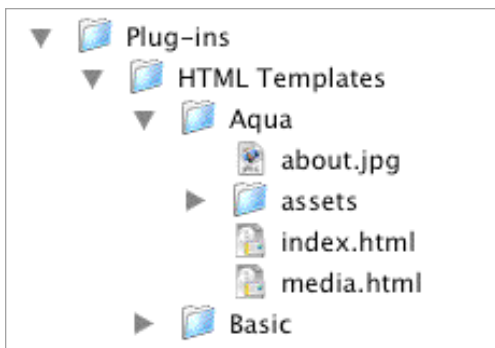 Plug-ins
HTML Templates
Aqua
about.jpg
assets
index.html
media.html
Basic